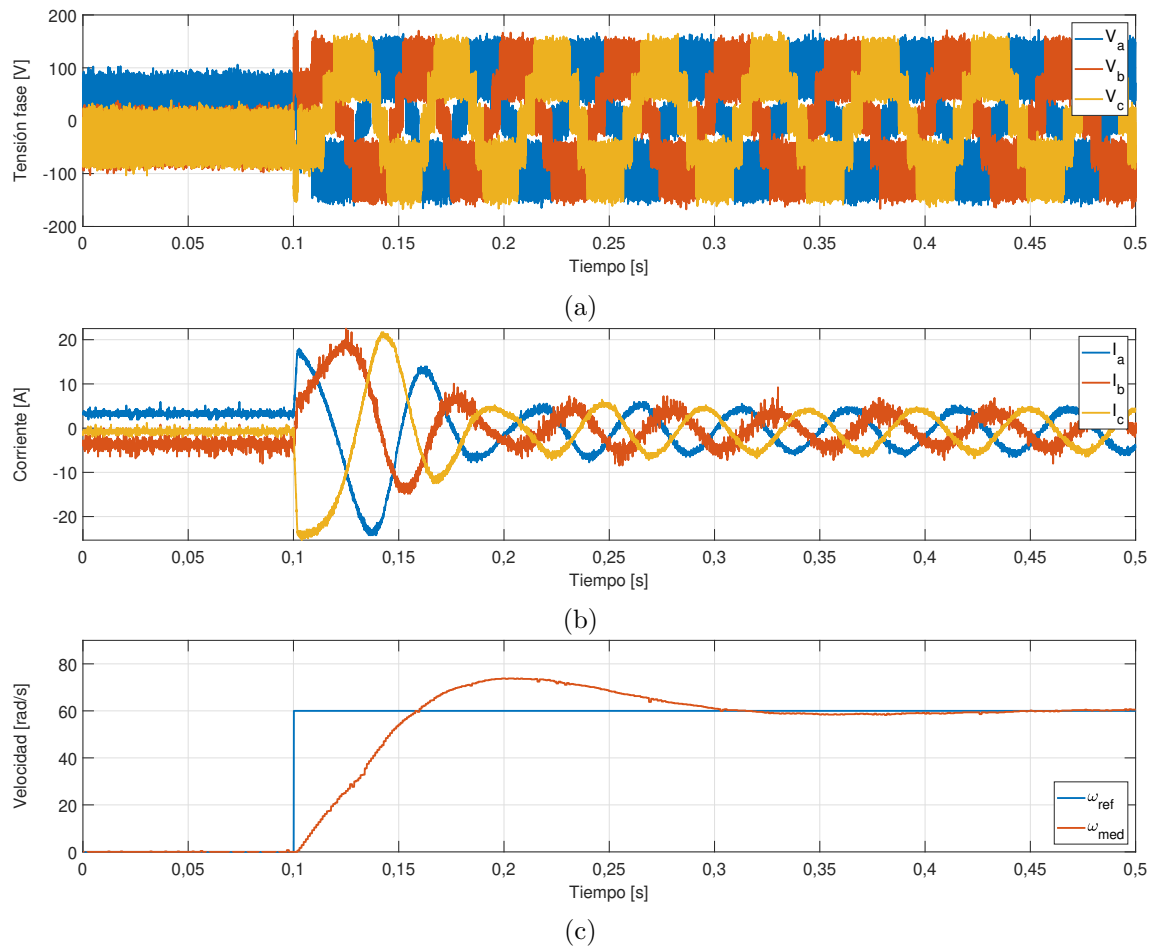 200
100
0
-100
-200
Tensión fase [V]
V_a
V_b
V_c
0 0.05 0.1 0.15 0.2 0.25 0.3 0.35 0.4 0.45 0.5
Tiempo [s]
(a)
20
10
0
-10
-20
Corriente [A]
I_a
I_b
I_c
0 0,05 0,1 0,15 0,2 0,25 0,3 0,35 0,4 0,45 0,5
Tiempo [s]
(b)
80
60
40
20
0
Velocidad [rad/s]
ω_ref
ω_med
0 0,05 0,1 0,15 0,2 0,25 0,3 0,35 0,4 0,45 0,5
Tiempo [s]
(c)